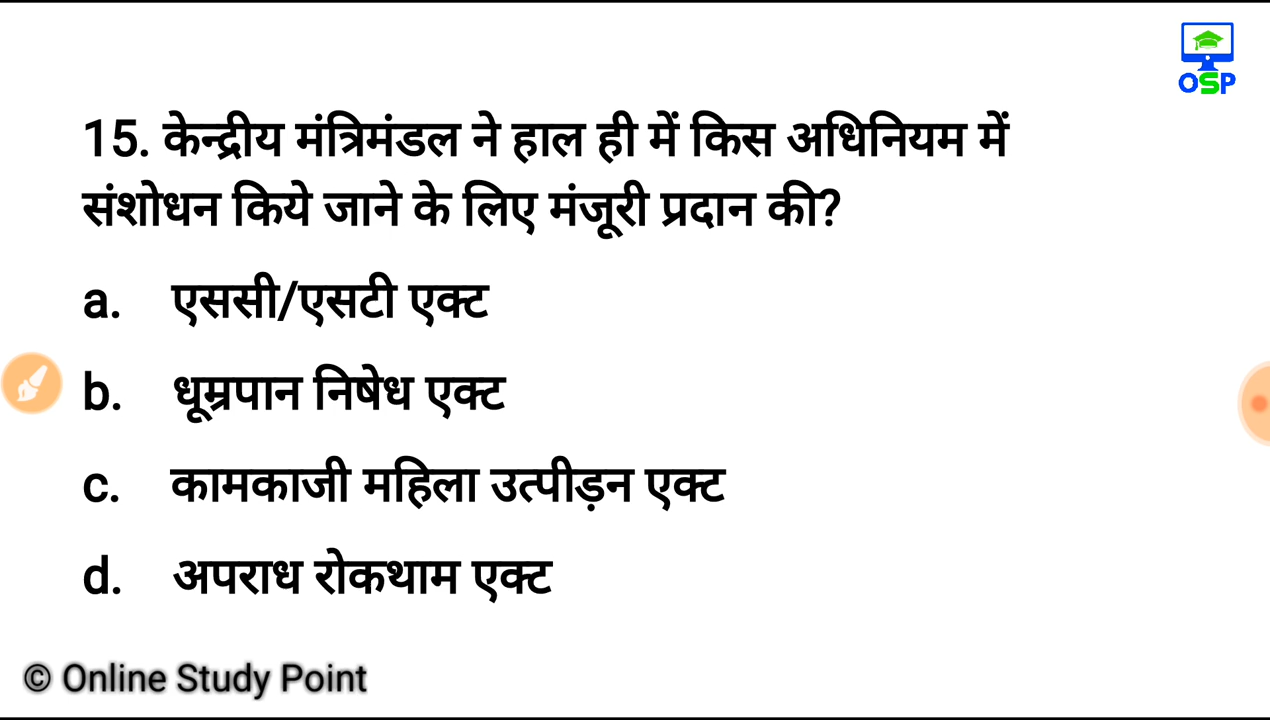 OSP
15. केन्द्रीय मंत्रिमंडल ने हाल ही में किस अधिनियम में
संशोधन किये जाने के लिए मंजूरी प्रदान की?
a. एससी/एसटी एक्ट
b. धूम्रपान निषेध एक्ट
c. कामकाजी महिला उत्पीड़न एक्ट
d. अपराध रोकथाम एक्ट
© Online Study Point